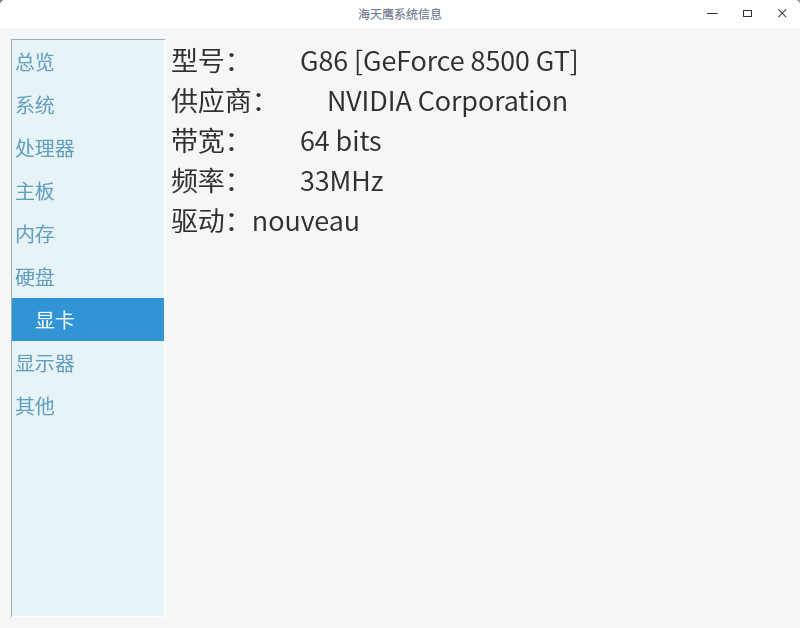 海天鹰系统信息
总览
系统
处理器
主板
内存
硬盘
显卡
显示器
其他
型号： G86 [GeForce 8500 GT]
供应商： NVIDIA Corporation
带宽： 64 bits
频率： 33MHz
驱动：nouveau